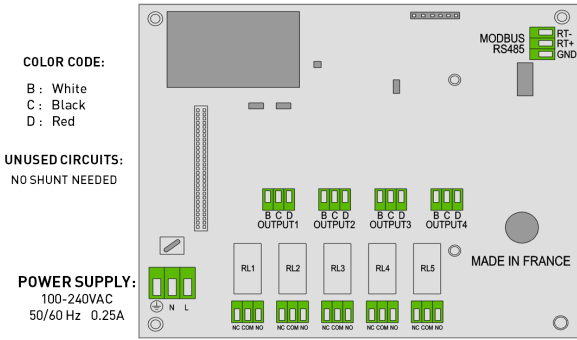 COLOR CODE:
B : White
C : Black
D : Red
UNUSED CIRCUITS:
NO SHUNT NEEDED
POWER SUPPLY:
100-240VAC
50/60 Hz 0.25A
N L
MODBUS
RS485
RT-
RT+
GND
B C D
OUTPUT1
B C D
OUTPUT2
B C D
OUTPUT3
B C D
OUTPUT4
MADE IN FRANCE
RL1
RL2
RL3
RL4
RL5
NC COM NO
NC COM NO
NC COM NO
NC COM NO
NC COM NO